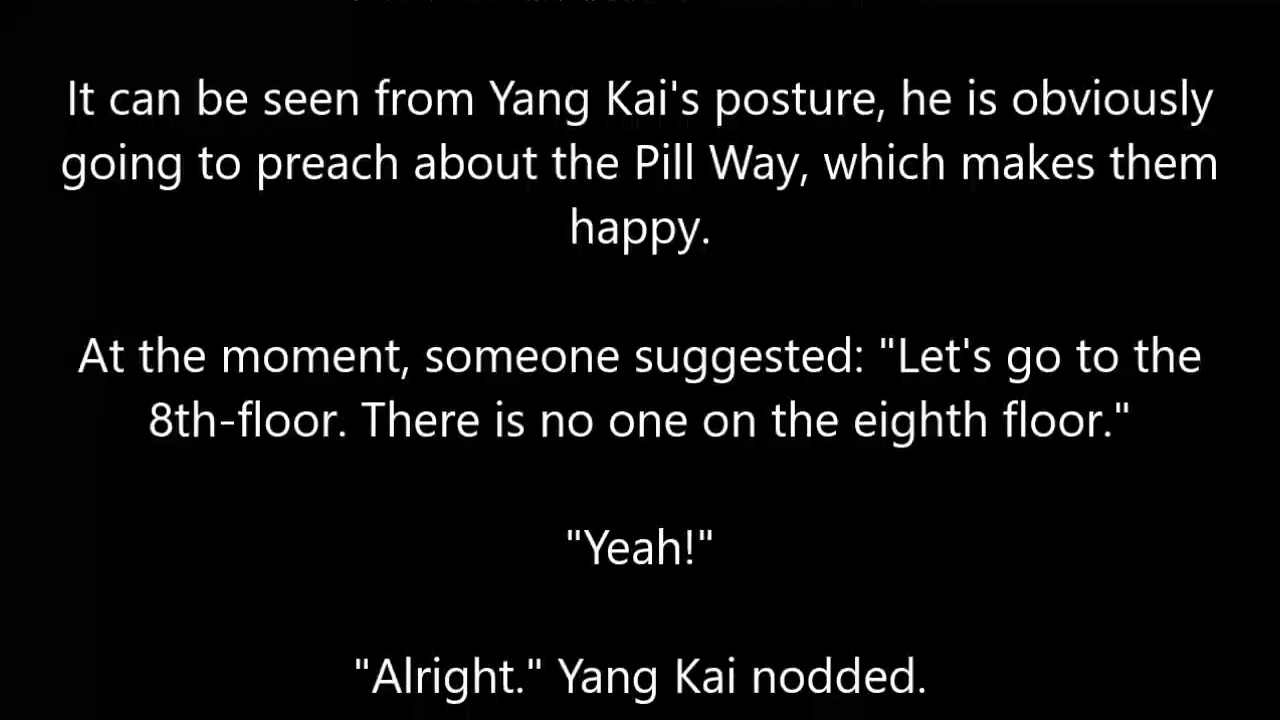 It can be seen from Yang Kai's posture, he is obviously
going to preach about the Pill Way, which makes them
happy.
At the moment, someone suggested: "Let's go to the
8th-floor. There is no one on the eighth floor."
"Yeah!"
"Alright." Yang Kai nodded.